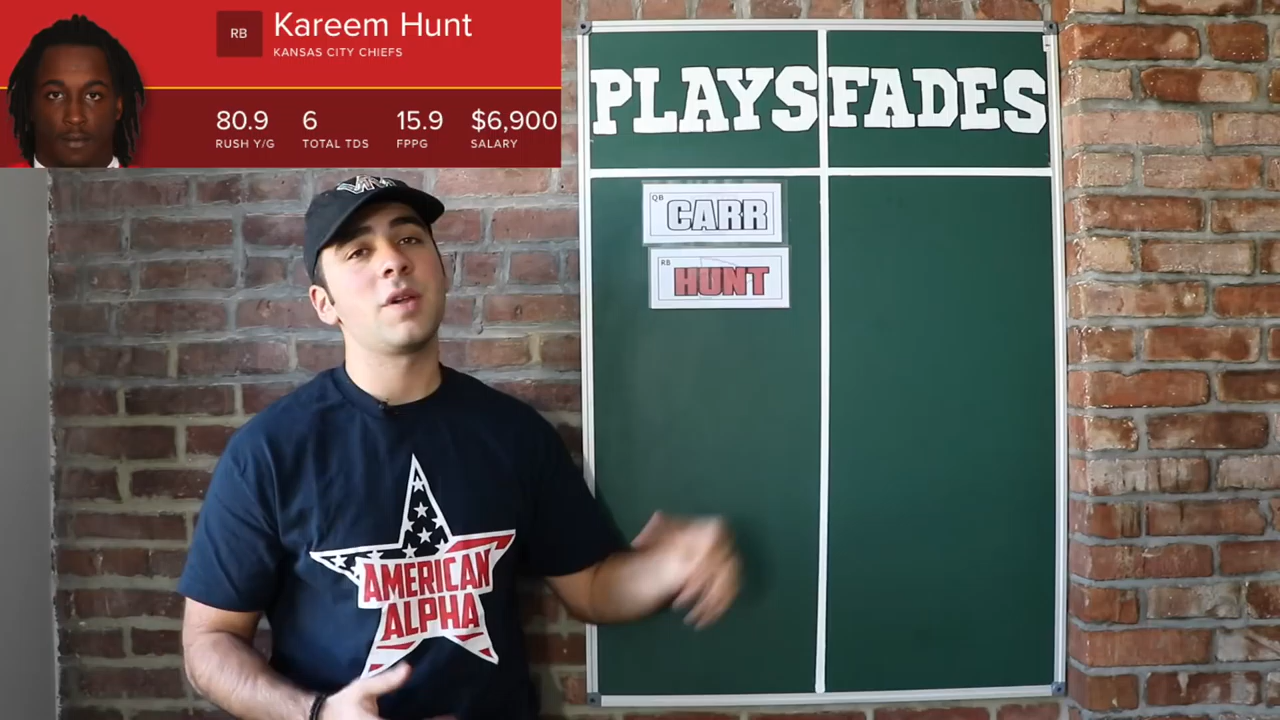 RB
Kareem Hunt
KANSAS CITY CHIEFS
80.9 6 15.9 $6,900
RUSH Y/G TOTAL TDS FPPG SALARY
PLAYS FADES
QB
CARR
RB
HUNT
AMERICAN
ALPHA